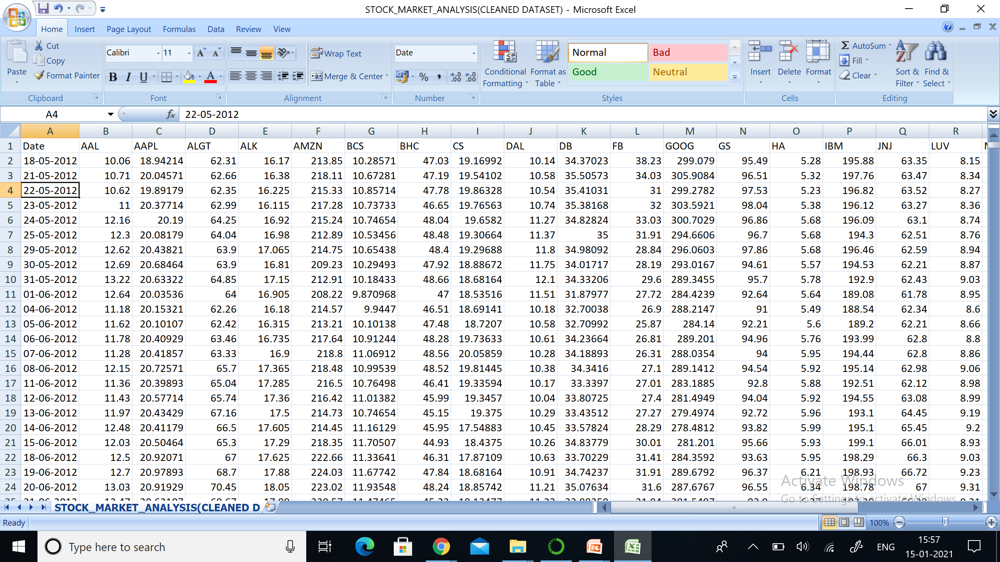 STOCK_MARKET_ANALYSIS(CLEANED DATASET) - Microsoft Excel
Home Insert Page Layout Formulas Data Review View
Paste Cut Copy Format Painter Clipboard
Calibri 11 B I U A Font
Wrap Text Merge & Center Alignment
Date % , .00 .00 Number
Conditional Formatting Format as Table Normal Bad Good Neutral Styles
Insert Delete Format Cells
Σ AutoSum Fill Clear Sort & Filter Find & Select Editing
A4 fx 22-05-2012
A B C D E F G H I J K L M N O P Q R
1 Date AAL AAPL ALGT ALK AMZN BCS BHC CS DAL DB FB GOOG GS HA IBM JNJ LUV
2 18-05-2012 10.06 18.94214 62.31 16.17 213.85 10.28571 47.03 19.16992 10.14 34.37023 38.23 299.079 95.49 5.28 195.88 63.35 8.15
3 21-05-2012 10.71 20.04571 62.66 16.38 218.11 10.67281 47.19 19.54102 10.58 35.50573 34.03 305.9084 96.51 5.32 197.76 63.47 8.34
4 22-05-2012 10.62 19.89179 62.35 16.225 215.33 10.85714 47.78 19.86328 10.54 35.41031 31 299.2782 97.53 5.23 196.82 63.52 8.27
5 23-05-2012 11 20.37714 62.99 16.115 217.28 10.73733 46.65 19.76563 10.74 35.38168 32 303.5921 98.04 5.38 196.12 63.27 8.36
6 24-05-2012 12.16 20.19 64.25 16.92 215.24 10.74654 48.04 19.6582 11.27 34.82824 33.03 300.7029 96.86 5.68 196.09 63.1 8.74
7 25-05-2012 12.3 20.08179 64.04 16.98 212.89 10.53456 48.48 19.30664 11.37 35 31.91 294.6606 96.7 5.68 194.3 62.51 8.76
8 29-05-2012 12.62 20.43821 63.9 17.065 214.75 10.65438 48.4 19.29688 11.8 34.98092 28.84 296.0603 97.86 5.68 196.46 62.59 8.94
9 30-05-2012 12.69 20.68464 63.9 16.81 209.23 10.29493 47.92 18.88672 11.75 34.01717 28.19 293.0167 94.61 5.57 194.53 62.21 8.87
10 31-05-2012 13.22 20.63322 64.85 17.15 212.91 10.18433 48.66 18.68164 12.1 34.33206 29.6 289.3455 95.7 5.78 192.9 62.43 9.03
11 01-06-2012 12.64 20.03536 64 16.905 208.22 9.870968 47 18.53516 11.51 31.87977 27.72 284.4239 92.64 5.64 189.08 61.78 8.95
12 04-06-2012 11.18 20.15321 62.26 16.18 214.57 9.9447 46.51 18.69141 10.18 32.70038 26.9 288.2147 91 5.49 188.54 62.34 8.6
13 05-06-2012 11.62 20.10107 62.42 16.315 213.21 10.10138 47.48 18.7207 10.58 32.70992 25.87 284.14 92.21 5.6 189.2 62.21 8.66
14 06-06-2012 11.78 20.40929 63.46 16.735 217.64 10.91244 48.28 19.73633 10.61 34.23664 26.81 289.201 94.96 5.76 193.99 62.8 8.8
15 07-06-2012 11.28 20.41857 63.33 16.9 218.8 11.06912 48.56 20.05859 10.28 34.18893 26.31 288.0354 94 5.95 194.44 62.8 8.86
16 08-06-2012 12.15 20.72571 65.7 17.365 218.48 10.99539 48.52 19.81445 10.38 34.3416 27.1 289.1412 94.54 5.92 195.14 62.98 9.06
17 11-06-2012 11.36 20.39893 65.04 17.285 216.5 10.76498 46.41 19.33594 10.17 33.3397 27.01 283.1885 92.8 5.88 192.51 62.12 8.98
18 12-06-2012 11.43 20.57714 65.74 17.36 216.42 11.01382 45.99 19.3457 10.04 33.80725 27.4 281.4949 94.04 5.92 194.55 63.08 8.99
19 13-06-2012 11.97 20.43429 67.16 17.5 214.73 10.74654 45.15 19.375 10.29 33.43512 27.27 279.4974 92.72 5.96 193.1 64.45 9.19
20 14-06-2012 12.48 20.41179 66.5 17.605 214.45 11.16129 45.95 17.54883 10.45 33.57824 28.29 278.4812 93.82 5.99 195.1 65.45 9.2
21 15-06-2012 12.03 20.50464 65.3 17.29 218.35 11.70507 44.93 18.4375 10.26 34.83779 30.01 281.201 95.66 5.93 199.1 66.01 8.93
22 18-06-2012 12.5 20.92071 67 17.625 222.66 11.33641 46.31 17.87109 10.63 33.70229 31.41 284.3592 93.63 5.95 198.29 66.3 9.03
23 19-06-2012 12.7 20.97893 68.7 17.88 224.03 11.67742 47.84 18.68164 10.91 34.74237 31.91 289.6792 96.37 6.21 198.93 66.72 9.23
24 20-06-2012 13.03 20.91929 70.45 18.05 223.02 11.93548 48.24 18.85742 11.21 35.07634 31.6 287.6767 96.55 6.34 198.78 67 9.31
Activate Windows
Go to Settings to activate Windows.
STOCK_MARKET_ANALYSIS(CLEANED D
Ready 100%
Type here to search
ENG 15:57
15-01-2021